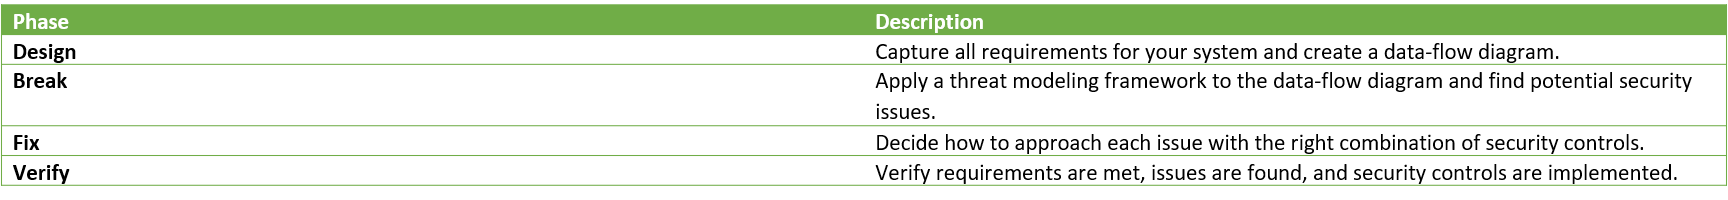 Phase Description
Design Capture all requirements for your system and create a data-flow diagram.
Break Apply a threat modeling framework to the data-flow diagram and find potential security
issues.
Fix Decide how to approach each issue with the right combination of security controls.
Verify Verify requirements are met, issues are found, and security controls are implemented.